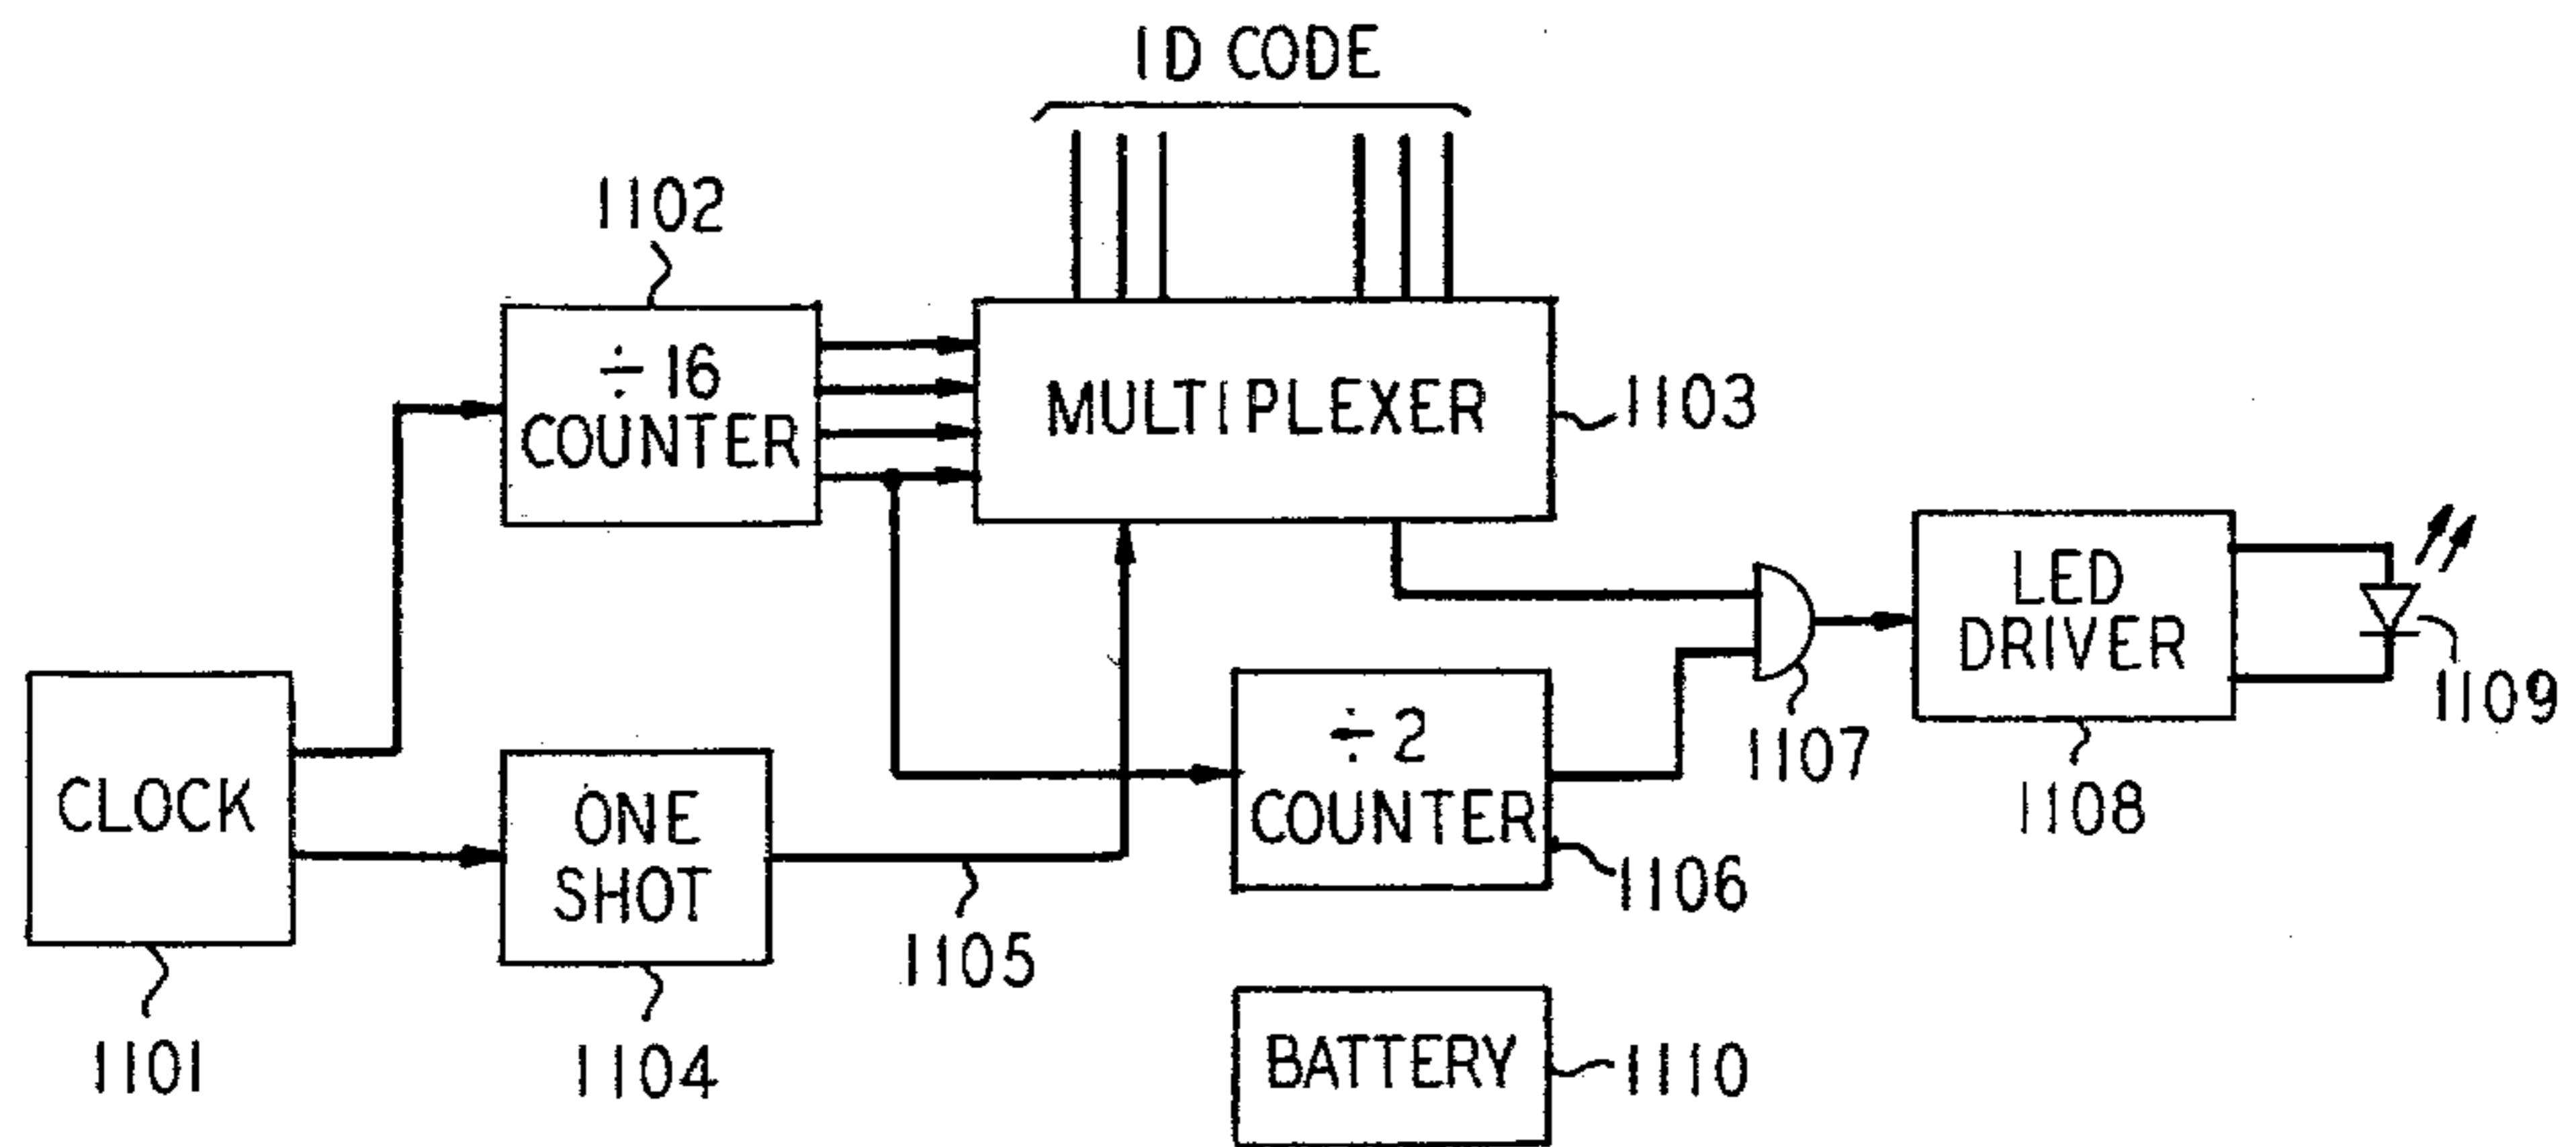 ID CODE
1102
÷16
COUNTER
MULTIPLEXER
1103
LED
DRIVER
1109
1107
1108
÷2
COUNTER
1106
CLOCK
1101
ONE
SHOT
1104
1105
BATTERY
1110